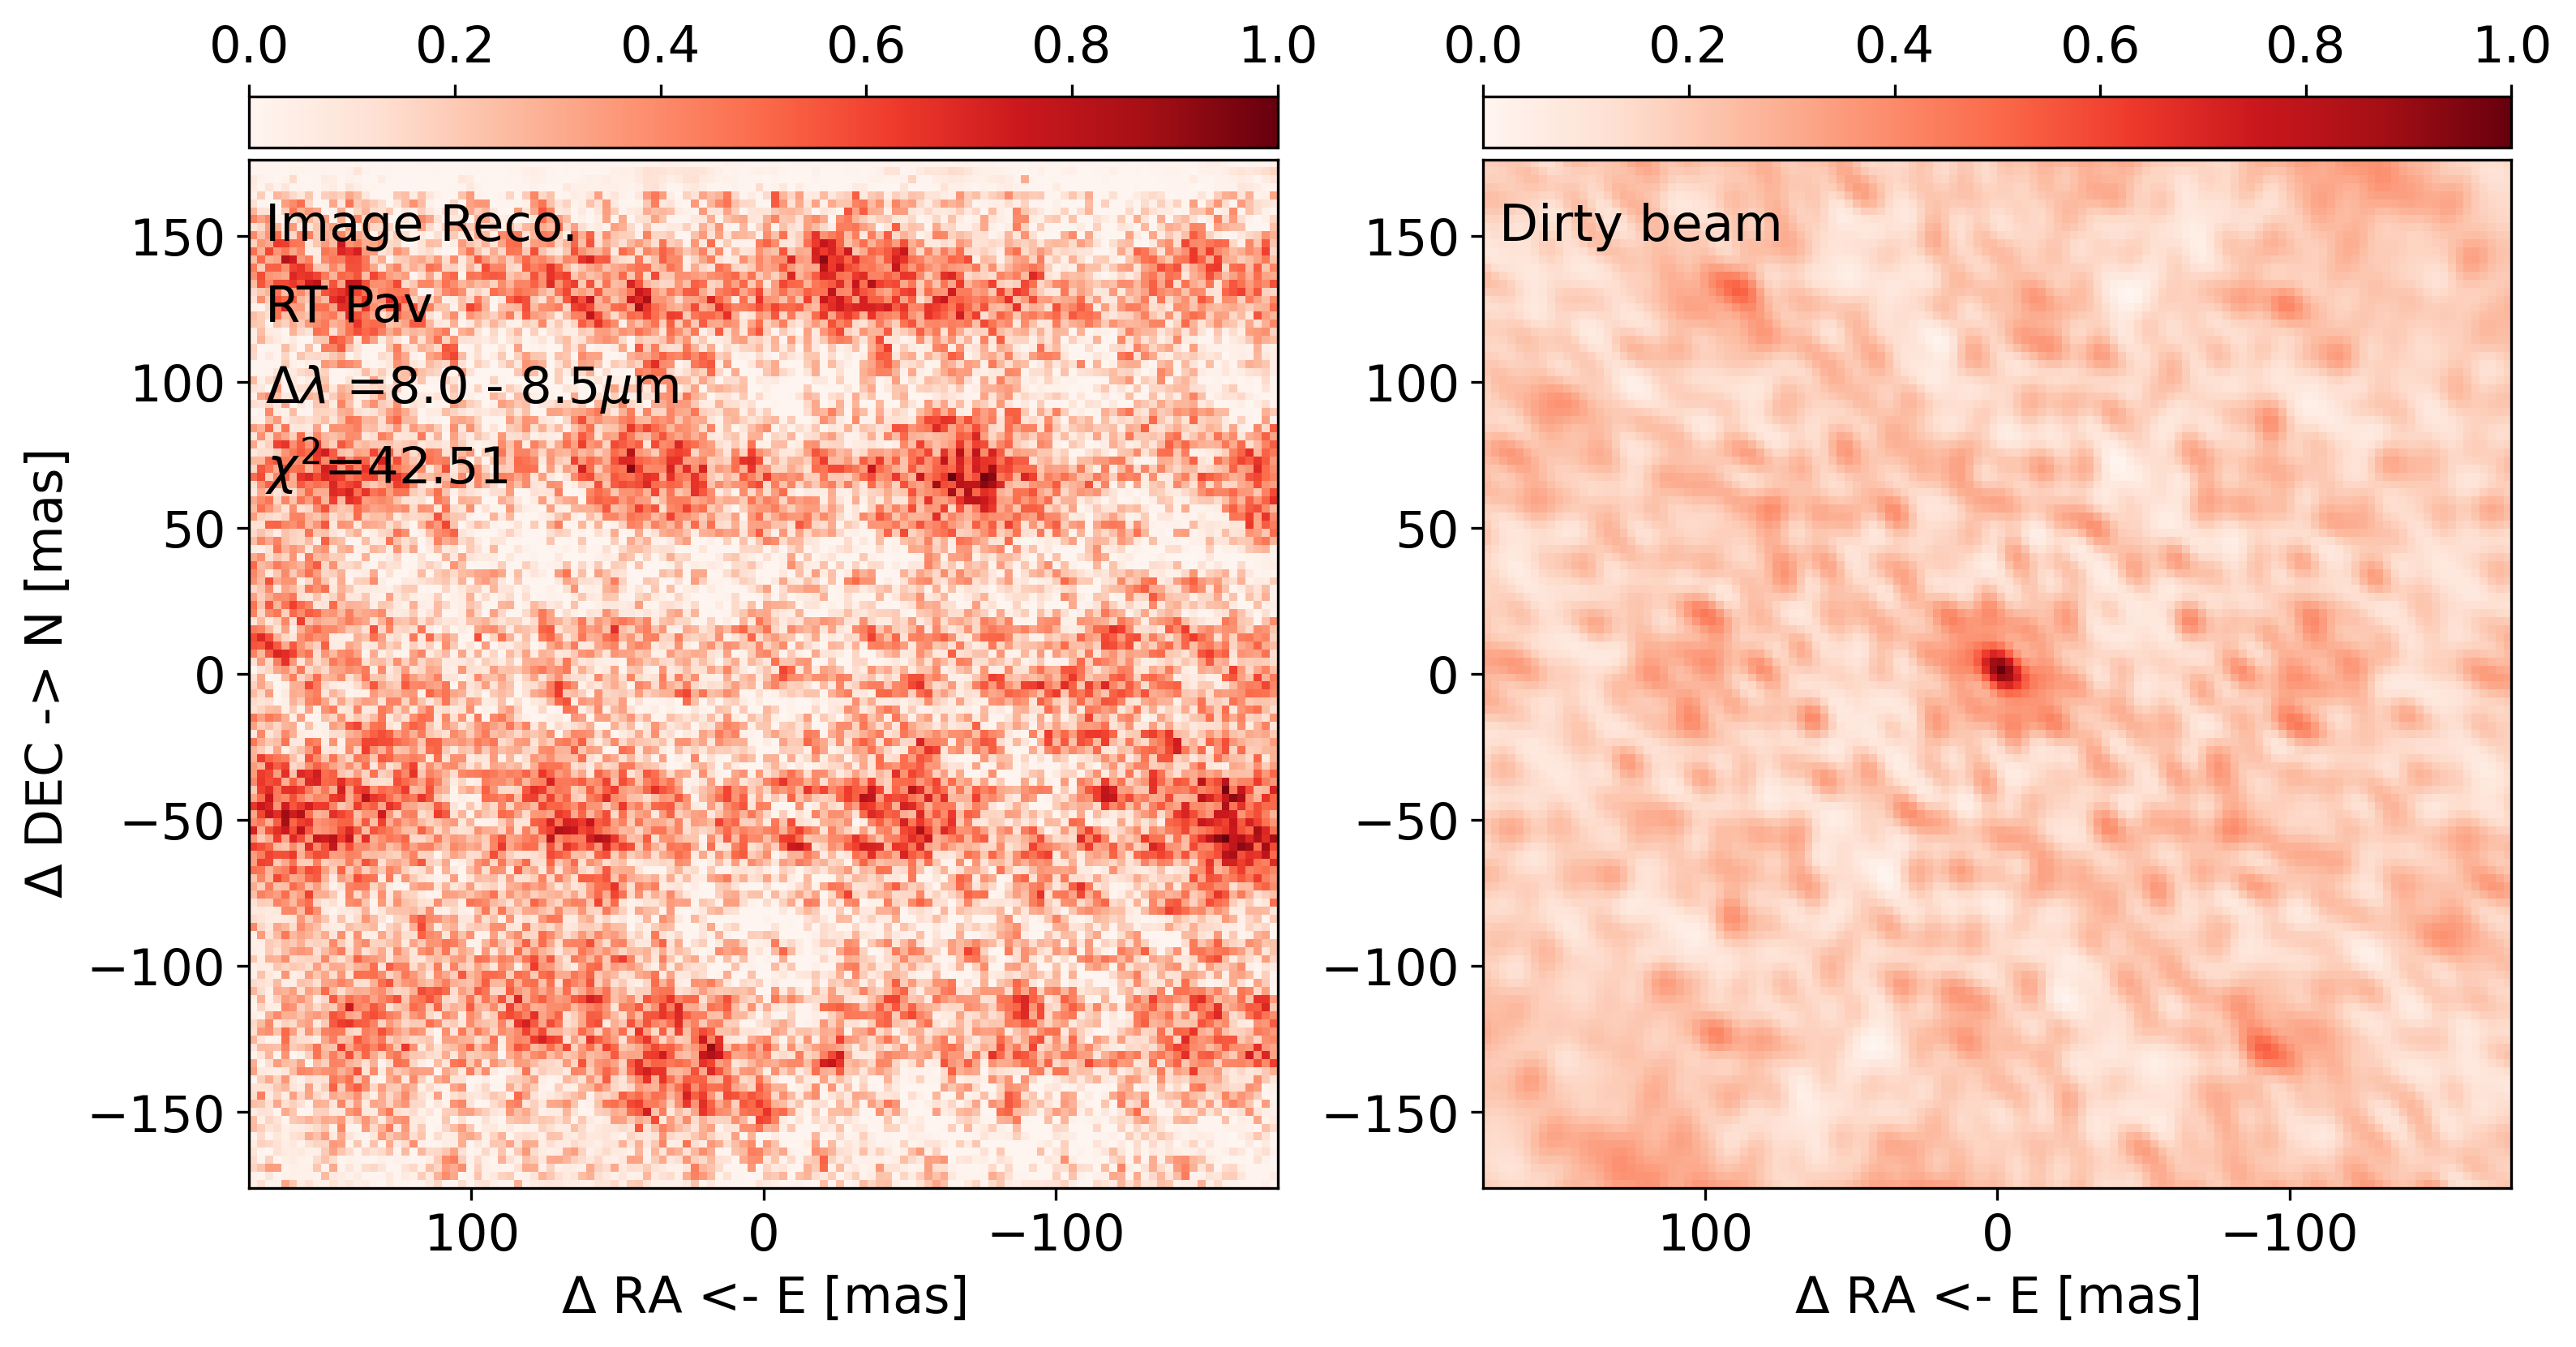 0.0 0.2 0.4 0.6 0.8 1.0
0.0 0.2 0.4 0.6 0.8 1.0
Image Reco.
RT Pav
Δλ =8.0 - 8.5μm
χ²=42.51
150
100
50
0
−50
−100
−150
Δ DEC -> N [mas]
100 0 −100
Δ RA <- E [mas]
Dirty beam
150
100
50
0
−50
−100
−150
100 0 −100
Δ RA <- E [mas]